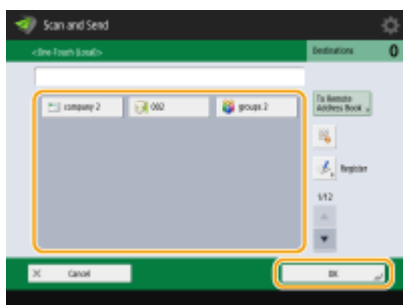 Scan and Send
<One-Touch (Local)>
Destinations 0
company 2
002
groups 2
To Remote
Address Book
Register
1/12
Cancel
OK